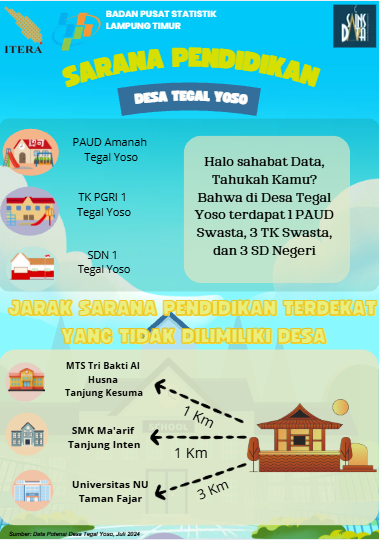 ITERA
BADAN PUSAT STATISTIK
LAMPUNG TIMUR
SARANA PENDIDIKAN
DESA TEGAL YOSO
PAUD Amanah
Tegal Yoso
TK PGRI 1
Tegal Yoso
SDN 1
Tegal Yoso
Halo sahabat Data,
Tahukah Kamu?
Bahwa di Desa Tegal
Yoso terdapat 1 PAUD
Swasta, 3 TK Swasta,
dan 3 SD Negeri
JARAK SARANA PENDIDIKAN TERDEKAT
YANG TIDAK DILIMILIKI DESA
MTS Tri Bakti Al
Husna
Tanjung Kesuma
1 Km
SMK Ma'arif
Tanjung Inten
1 Km
Universitas NU
Taman Fajar
3 Km
SCHOOL
Sumber: Data Potensi Desa Tegal Yoso, Juli 2024